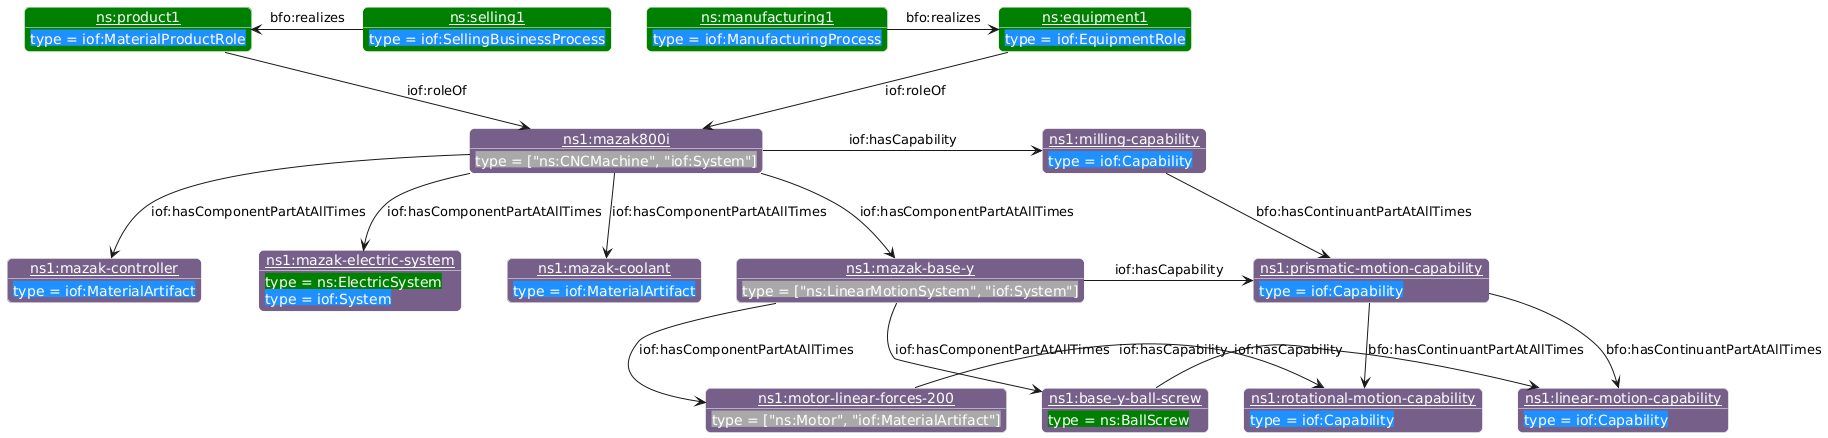 ns:product1
type = iof:MaterialProductRole
bfo:realizes
ns:selling1
type = iof:SellingBusinessProcess
ns:manufacturing1
type = iof:ManufacturingProcess
bfo:realizes
ns:equipment1
type = iof:EquipmentRole
iof:roleOf
iof:roleOf
ns1:mazak800i
type = ["ns:CNCMachine", "iof:System"]
iof:hasCapability
ns1:milling-capability
type = iof:Capability
iof:hasComponentPartAtAllTimes
iof:hasComponentPartAtAllTimes
iof:hasComponentPartAtAllTimes
iof:hasComponentPartAtAllTimes
bfo:hasContinuantPartAtAllTimes
ns1:mazak-controller
type = iof:MaterialArtifact
ns1:mazak-electric-system
type = ns:ElectricSystem
type = iof:System
ns1:mazak-coolant
type = iof:MaterialArtifact
ns1:mazak-base-y
type = ["ns:LinearMotionSystem", "iof:System"]
iof:hasCapability
ns1:prismatic-motion-capability
type = iof:Capability
iof:hasComponentPartAtAllTimes
iof:hasComponentPartAtAllTimes
iof:hasCapability
iof:hasCapability
bfo:hasContinuantPartAtAllTimes
bfo:hasContinuantPartAtAllTimes
ns1:motor-linear-forces-200
type = ["ns:Motor", "iof:MaterialArtifact"]
ns1:base-y-ball-screw
type = ns:BallScrew
ns1:rotational-motion-capability
type = iof:Capability
ns1:linear-motion-capability
type = iof:Capability